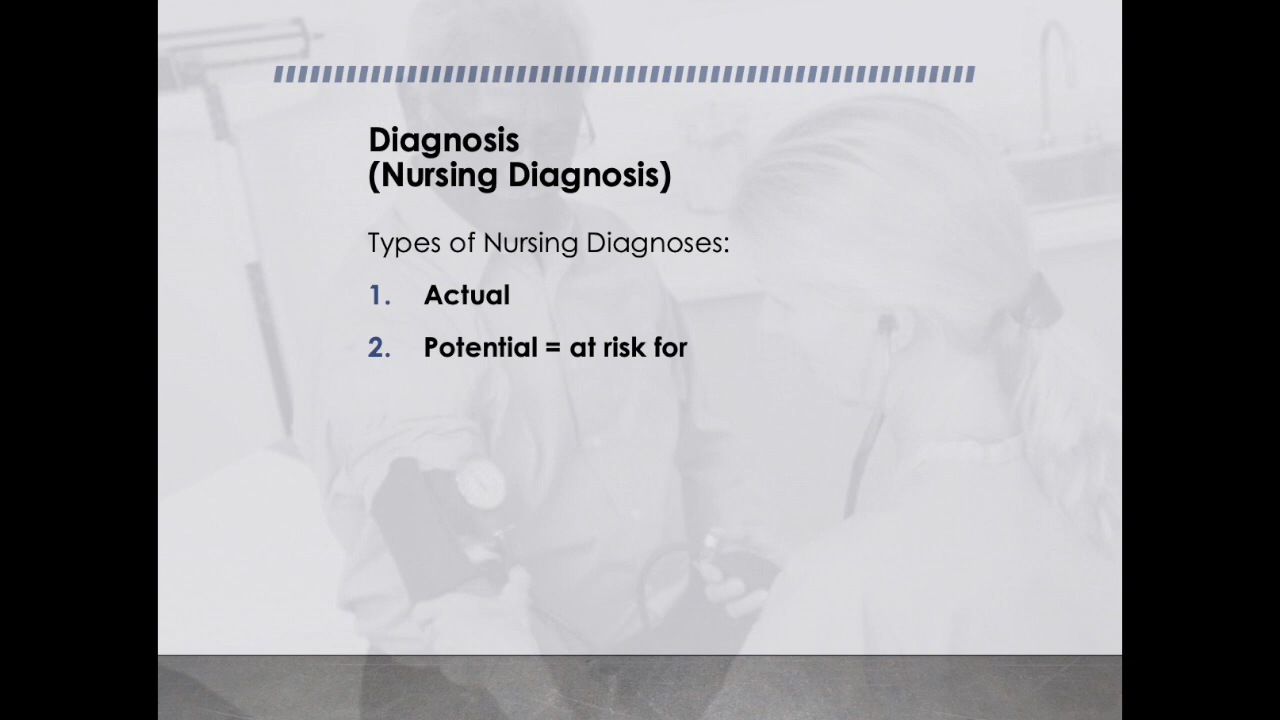 Diagnosis
(Nursing Diagnosis)
Types of Nursing Diagnoses:
1. Actual
2. Potential = at risk for